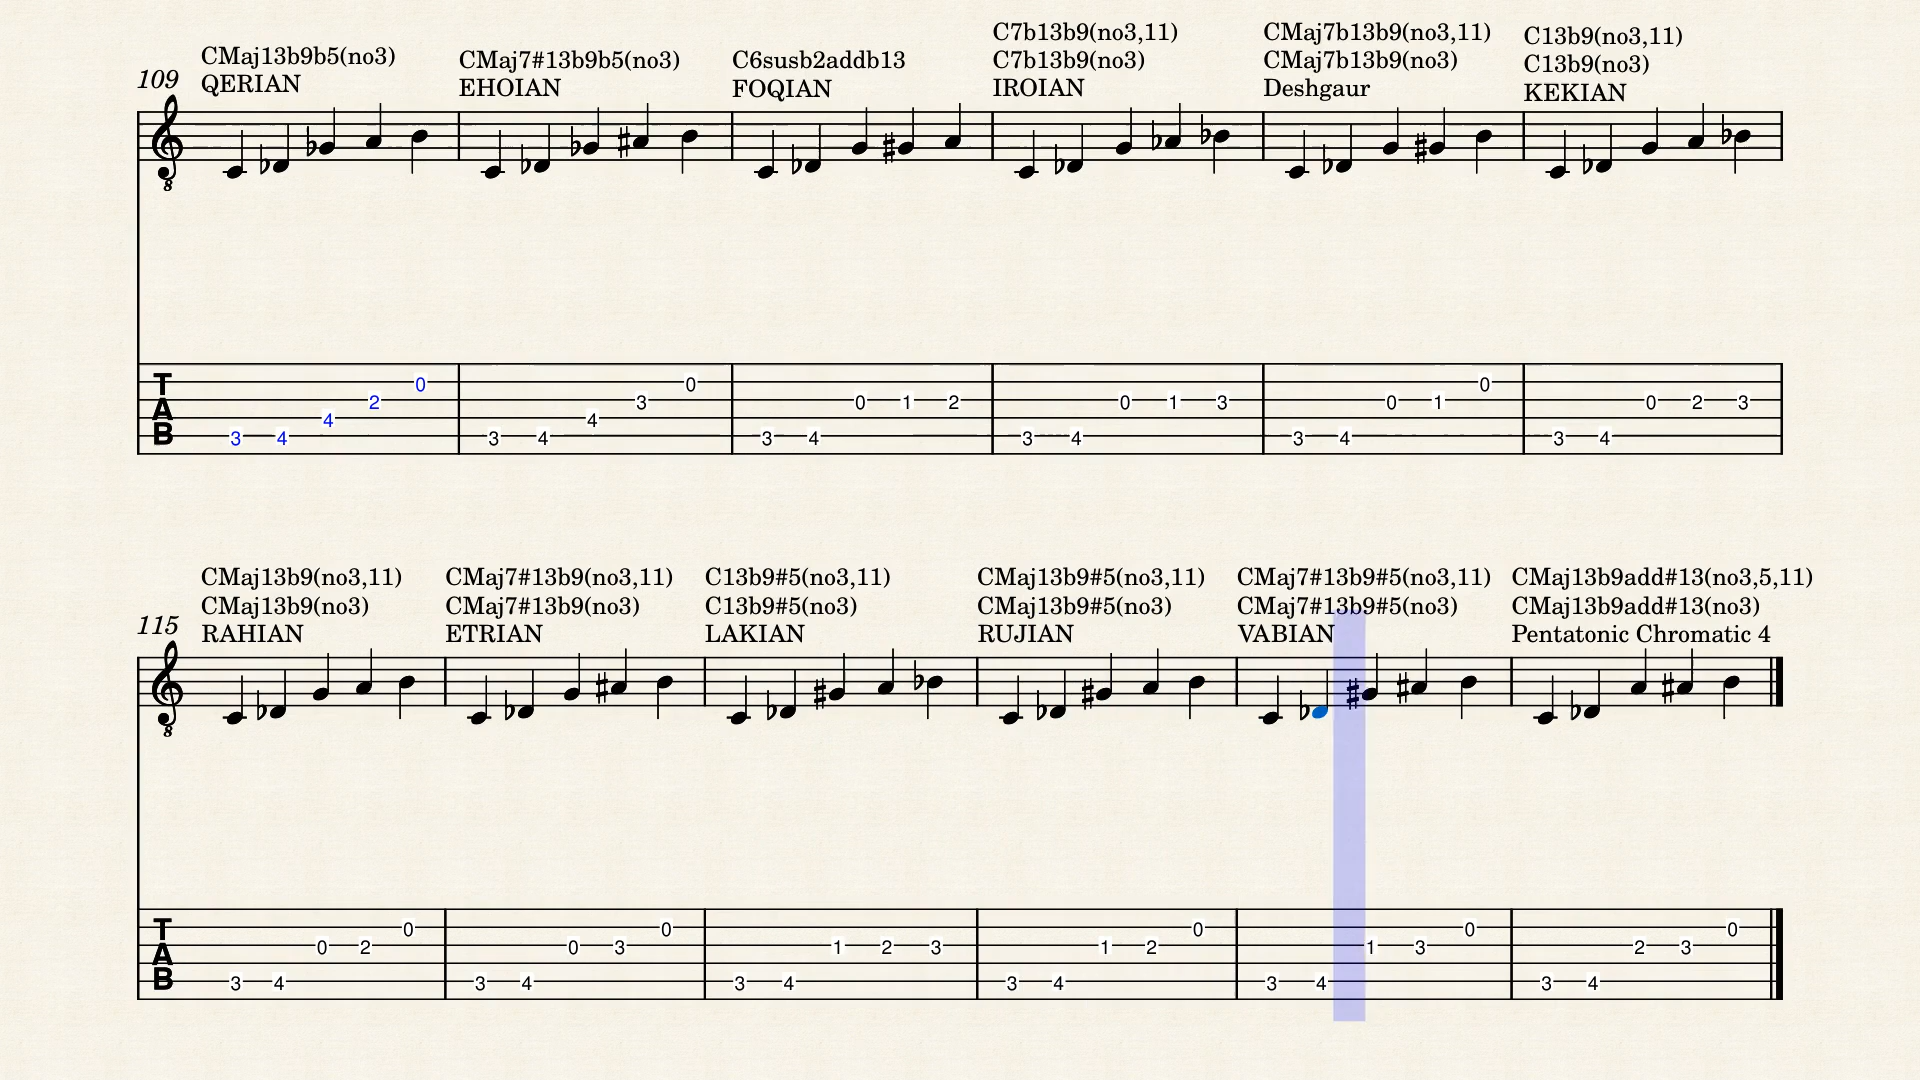 109
CMaj13b9b5(no3)
QERIAN
CMaj7#13b9b5(no3)
EHOIAN
C6susb2addb13
FOQIAN
C7b13b9(no3,11)
C7b13b9(no3)
IROIAN
CMaj7b13b9(no3,11)
CMaj7b13b9(no3)
Deshgaur
C13b9(no3,11)
C13b9(no3)
KEKIAN
8
T
A
B
3 4 4 2 0
3 4 4 3 0
3 4 0 1 2
3 4 0 1 3
3 4 0 1 0
3 4 0 2 3
115
CMaj13b9(no3,11)
CMaj13b9(no3)
RAHIAN
CMaj7#13b9(no3,11)
CMaj7#13b9(no3)
ETRIAN
C13b9#5(no3,11)
C13b9#5(no3)
LAKIAN
CMaj13b9#5(no3,11)
CMaj13b9#5(no3)
RUJIAN
CMaj7#13b9#5(no3,11)
CMaj7#13b9#5(no3)
VABIAN
CMaj13b9add#13(no3,5,11)
CMaj13b9add#13(no3)
Pentatonic Chromatic 4
8
T
A
B
3 4 0 2 0
3 4 0 3 0
3 4 1 2 3
3 4 1 2 0
3 4 1 3 0
3 4 2 3 0